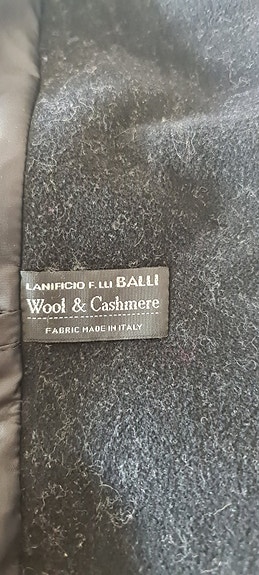 LANIFICIO F.LLI BALLI
Wool & Cashmere
FABRIC MADE IN ITALY